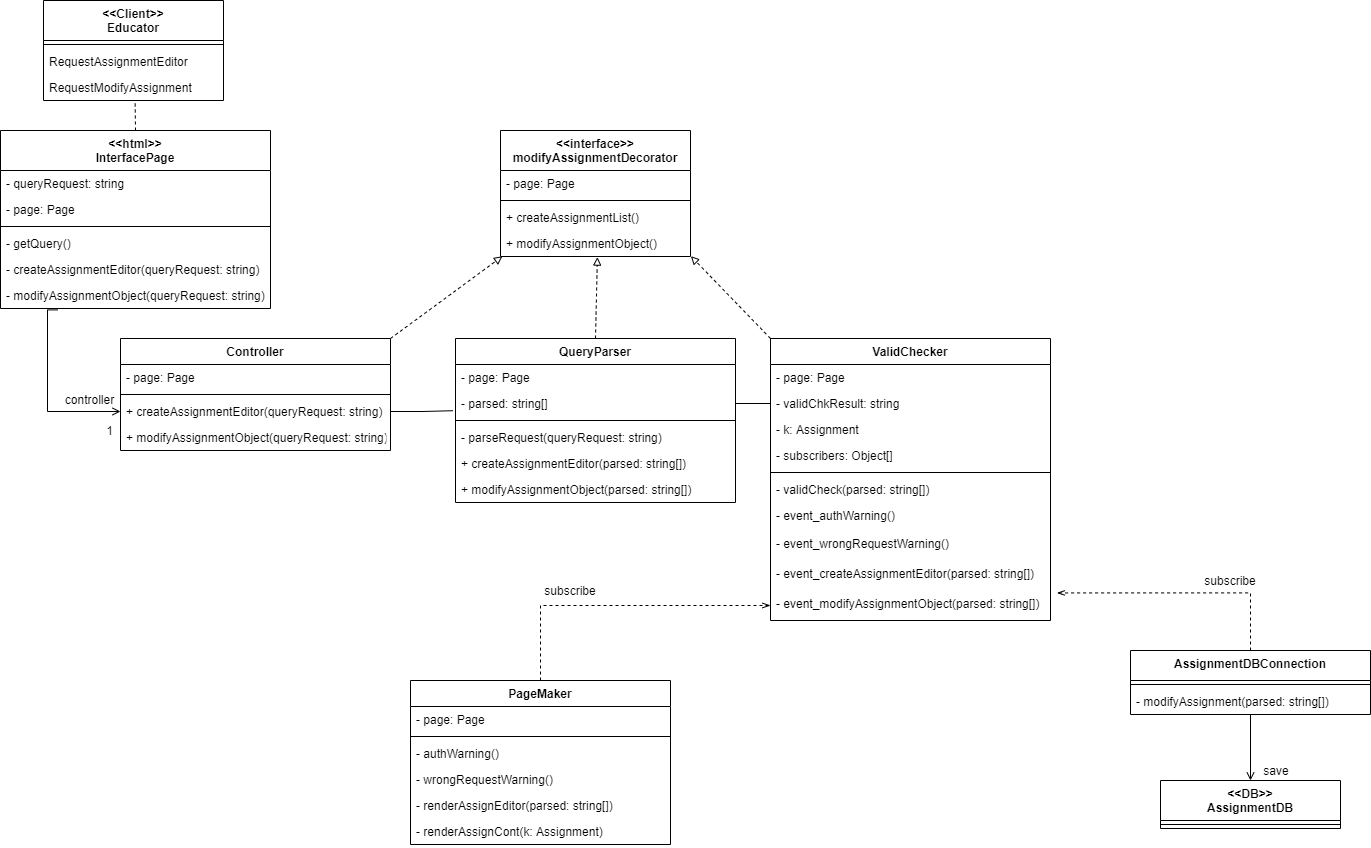 <<Client>>
Educator
RequestAssignmentEditor
RequestModifyAssignment
<<html>>
InterfacePage
- queryRequest: string
- page: Page
- getQuery()
- createAssignmentEditor(queryRequest: string)
- modifyAssignmentObject(queryRequest: string)
<<interface>>
modifyAssignmentDecorator
- page: Page
+ createAssignmentList()
+ modifyAssignmentObject()
controller
1
Controller
- page: Page
+ createAssignmentEditor(queryRequest: string)
+ modifyAssignmentObject(queryRequest: string)
QueryParser
- page: Page
- parsed: string[]
- parseRequest(queryRequest: string)
+ createAssignmentEditor(parsed: string[])
+ modifyAssignmentObject(parsed: string[])
ValidChecker
- page: Page
- validChkResult: string
- k: Assignment
- subscribers: Object[]
- validCheck(parsed: string[])
- event_authWarning()
- event_wrongRequestWarning()
- event_createAssignmentEditor(parsed: string[])
- event_modifyAssignmentObject(parsed: string[])
subscribe
subscribe
PageMaker
- page: Page
- authWarning()
- wrongRequestWarning()
- renderAssignEditor(parsed: string[])
- renderAssignCont(k: Assignment)
AssignmentDBConnection
- modifyAssignment(parsed: string[])
save
<<DB>>
AssignmentDB